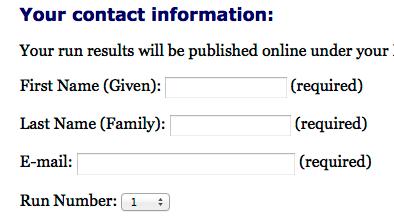 Your contact information:
Your run results will be published online under your
First Name (Given): (required)
Last Name (Family): (required)
E-mail: (required)
Run Number: 1